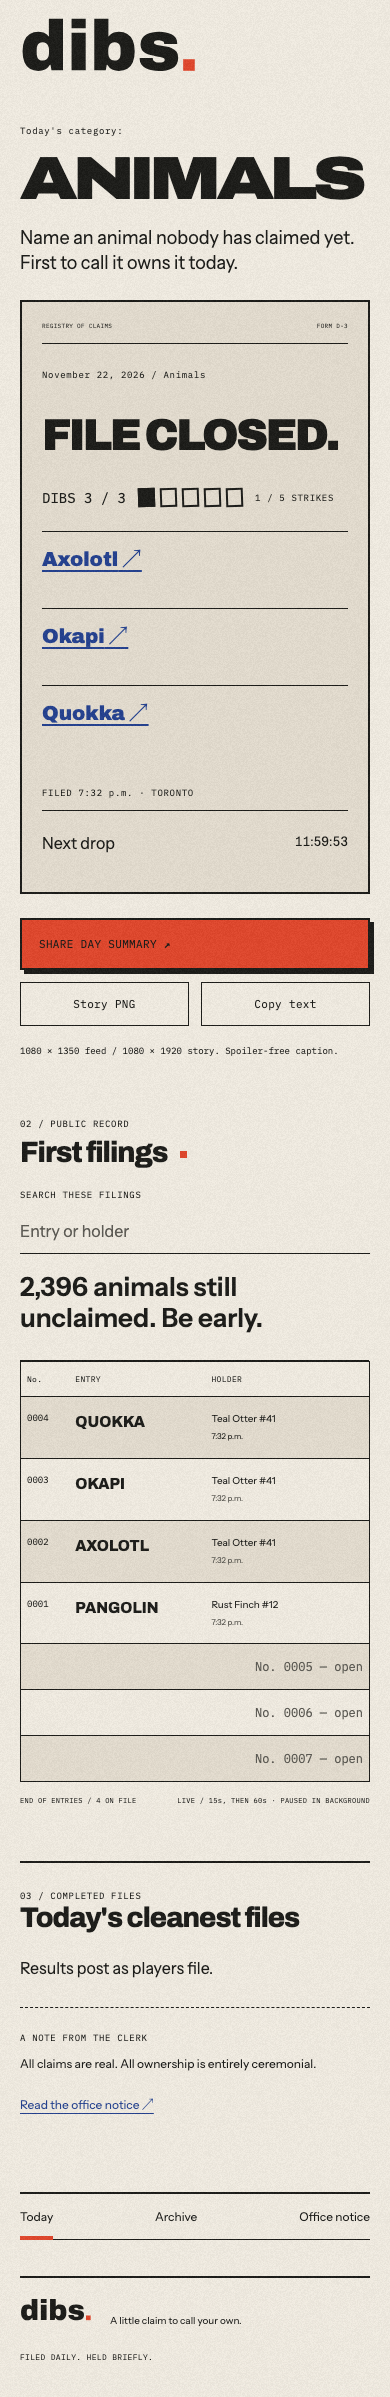 dibs.
Today's category:
ANIMALS
Name an animal nobody has claimed yet.
First to call it owns it today.
REGISTRY OF CLAIMS FORM D-3
November 22, 2026 / Animals
FILE CLOSED.
DIBS 3 / 3 1 / 5 STRIKES
Axolotl ↗
Okapi ↗
Quokka ↗
FILED 7:32 p.m. · TORONTO
Next drop 11:59:53
SHARE DAY SUMMARY ↗
Story PNG Copy text
1080 × 1350 feed / 1080 × 1920 story. Spoiler-free caption.
02 / PUBLIC RECORD
First filings
SEARCH THESE FILINGS
Entry or holder
2,396 animals still
unclaimed. Be early.
No. ENTRY HOLDER
0004 QUOKKA Teal Otter #41
7:32 p.m.
0003 OKAPI Teal Otter #41
7:32 p.m.
0002 AXOLOTL Teal Otter #41
7:32 p.m.
0001 PANGOLIN Rust Finch #12
7:32 p.m.
No. 0005 — open
No. 0006 — open
No. 0007 — open
END OF ENTRIES / 4 ON FILE LIVE / 15s, THEN 60s · PAUSED IN BACKGROUND
03 / COMPLETED FILES
Today's cleanest files
Results post as players file.
A NOTE FROM THE CLERK
All claims are real. All ownership is entirely ceremonial.
Read the office notice ↗
Today Archive Office notice
dibs. A little claim to call your own.
FILED DAILY. HELD BRIEFLY.